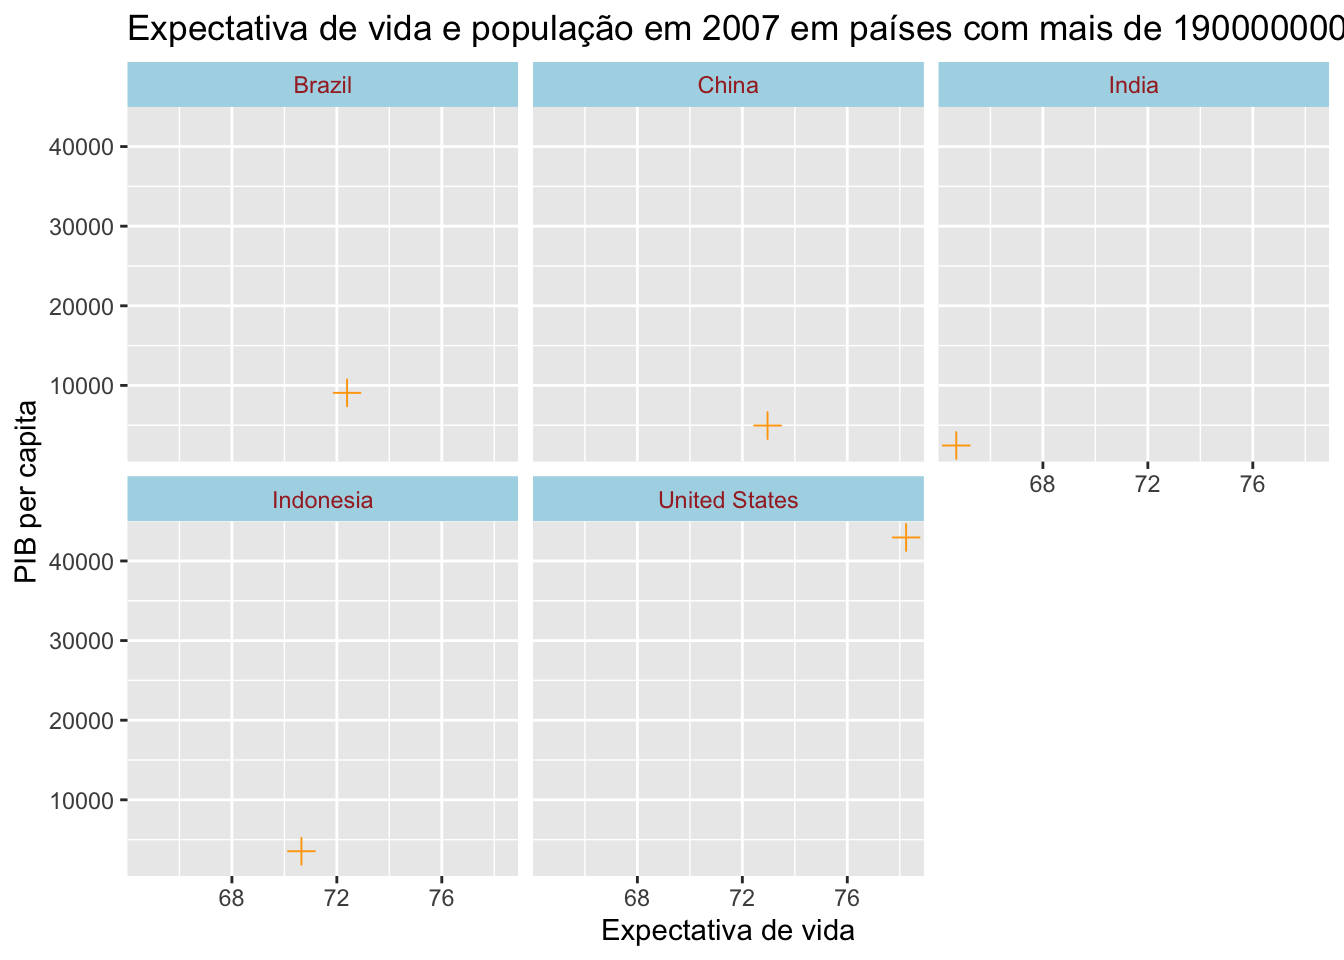 Expectativa de vida e população em 2007 em países com mais de 190000000
Brazil
China
India
40000
30000
20000
10000
68 72 76
PIB per capita
Indonesia
United States
40000
30000
20000
10000
68 72 76
68 72 76
Expectativa de vida